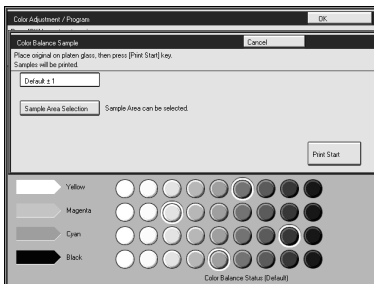 Color Adjustment / Program
OK
Color Balance Sample
Cancel
Place original on platen glass, then press [Print Start] key.
Samples will be printed.
Default ± 1
Sample Area Selection
Sample Area can be selected.
Print Start
Yellow
Magenta
Cyan
Black
Color Balance Status (Default)